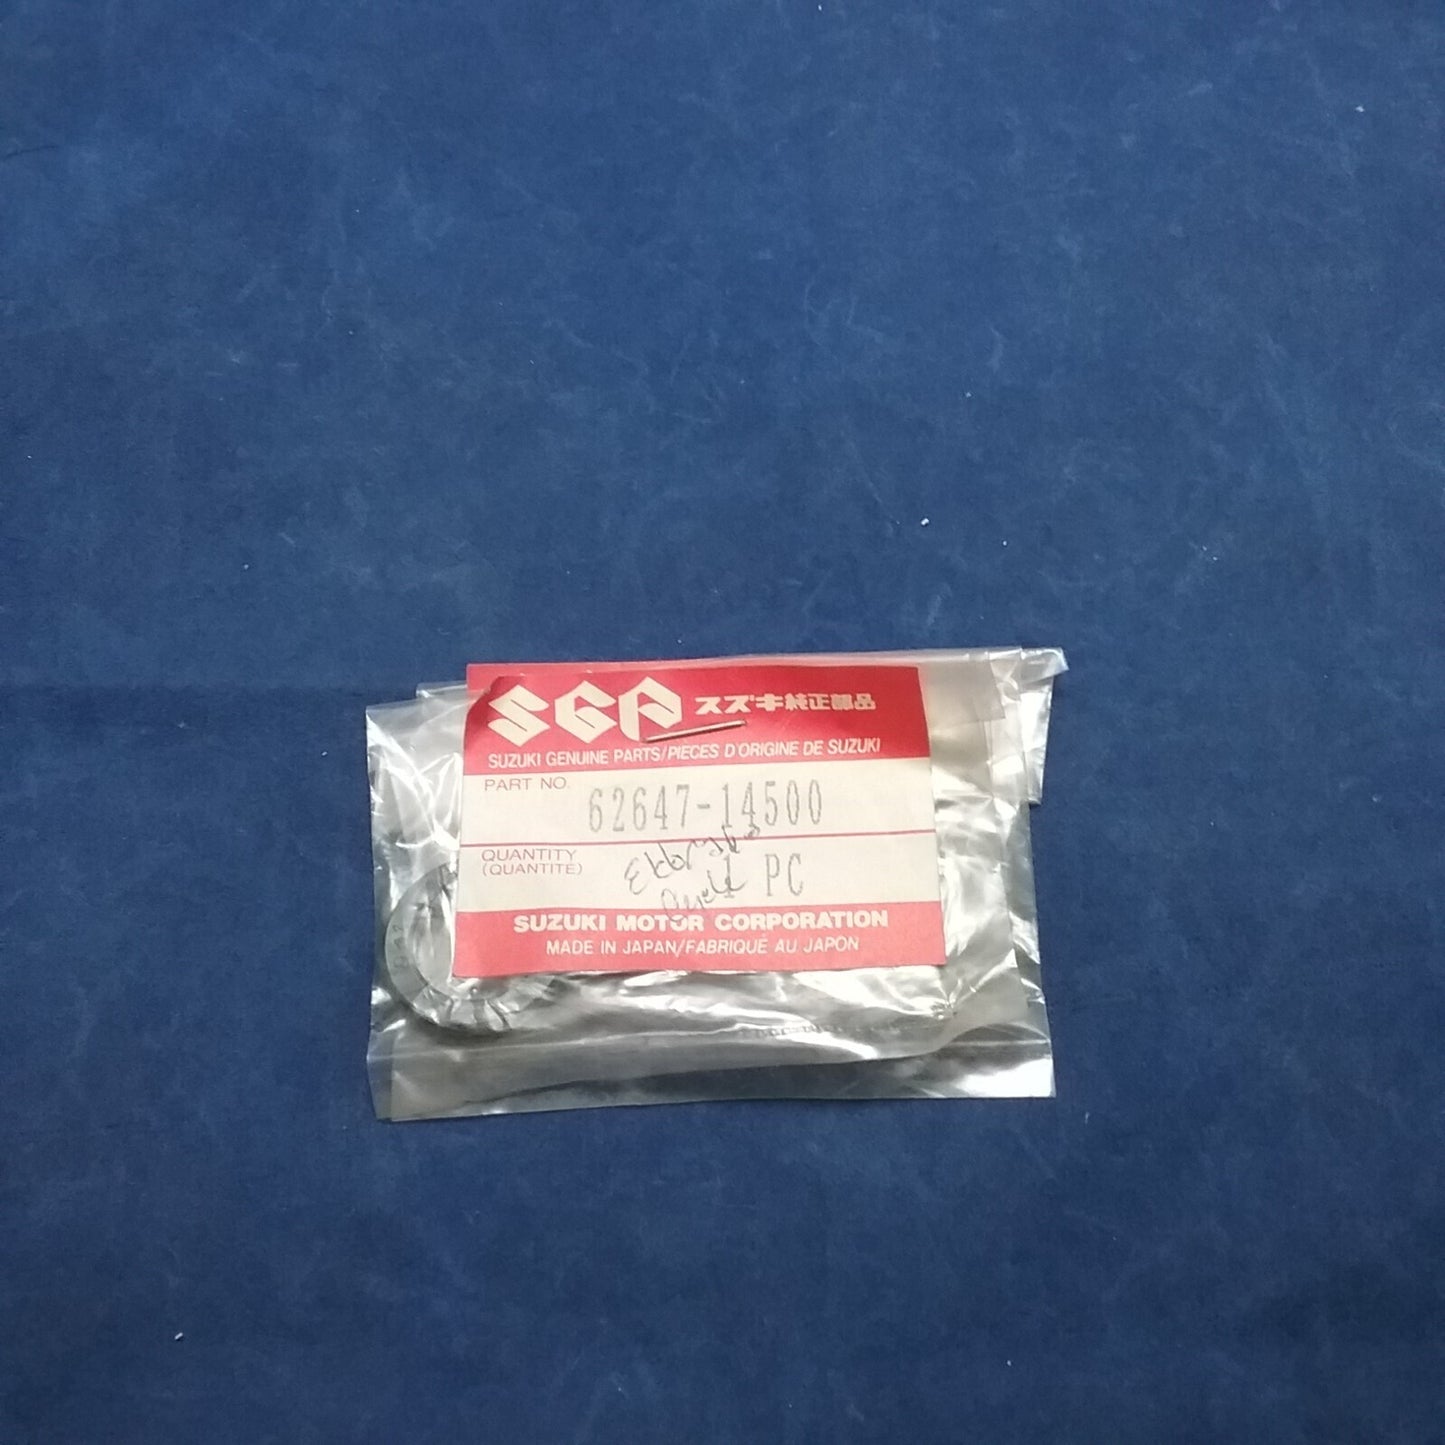 SGP スズキ純正部品
SUZUKI GENUINE PARTS/PIECES D'ORIGINE DE SUZUKI
PART NO. 62647-14500
QUANTITY
(QUANTITE) 1 PC
Cycle
SUZUKI MOTOR CORPORATION
MADE IN JAPAN/FABRIQUÉ AU JAPON